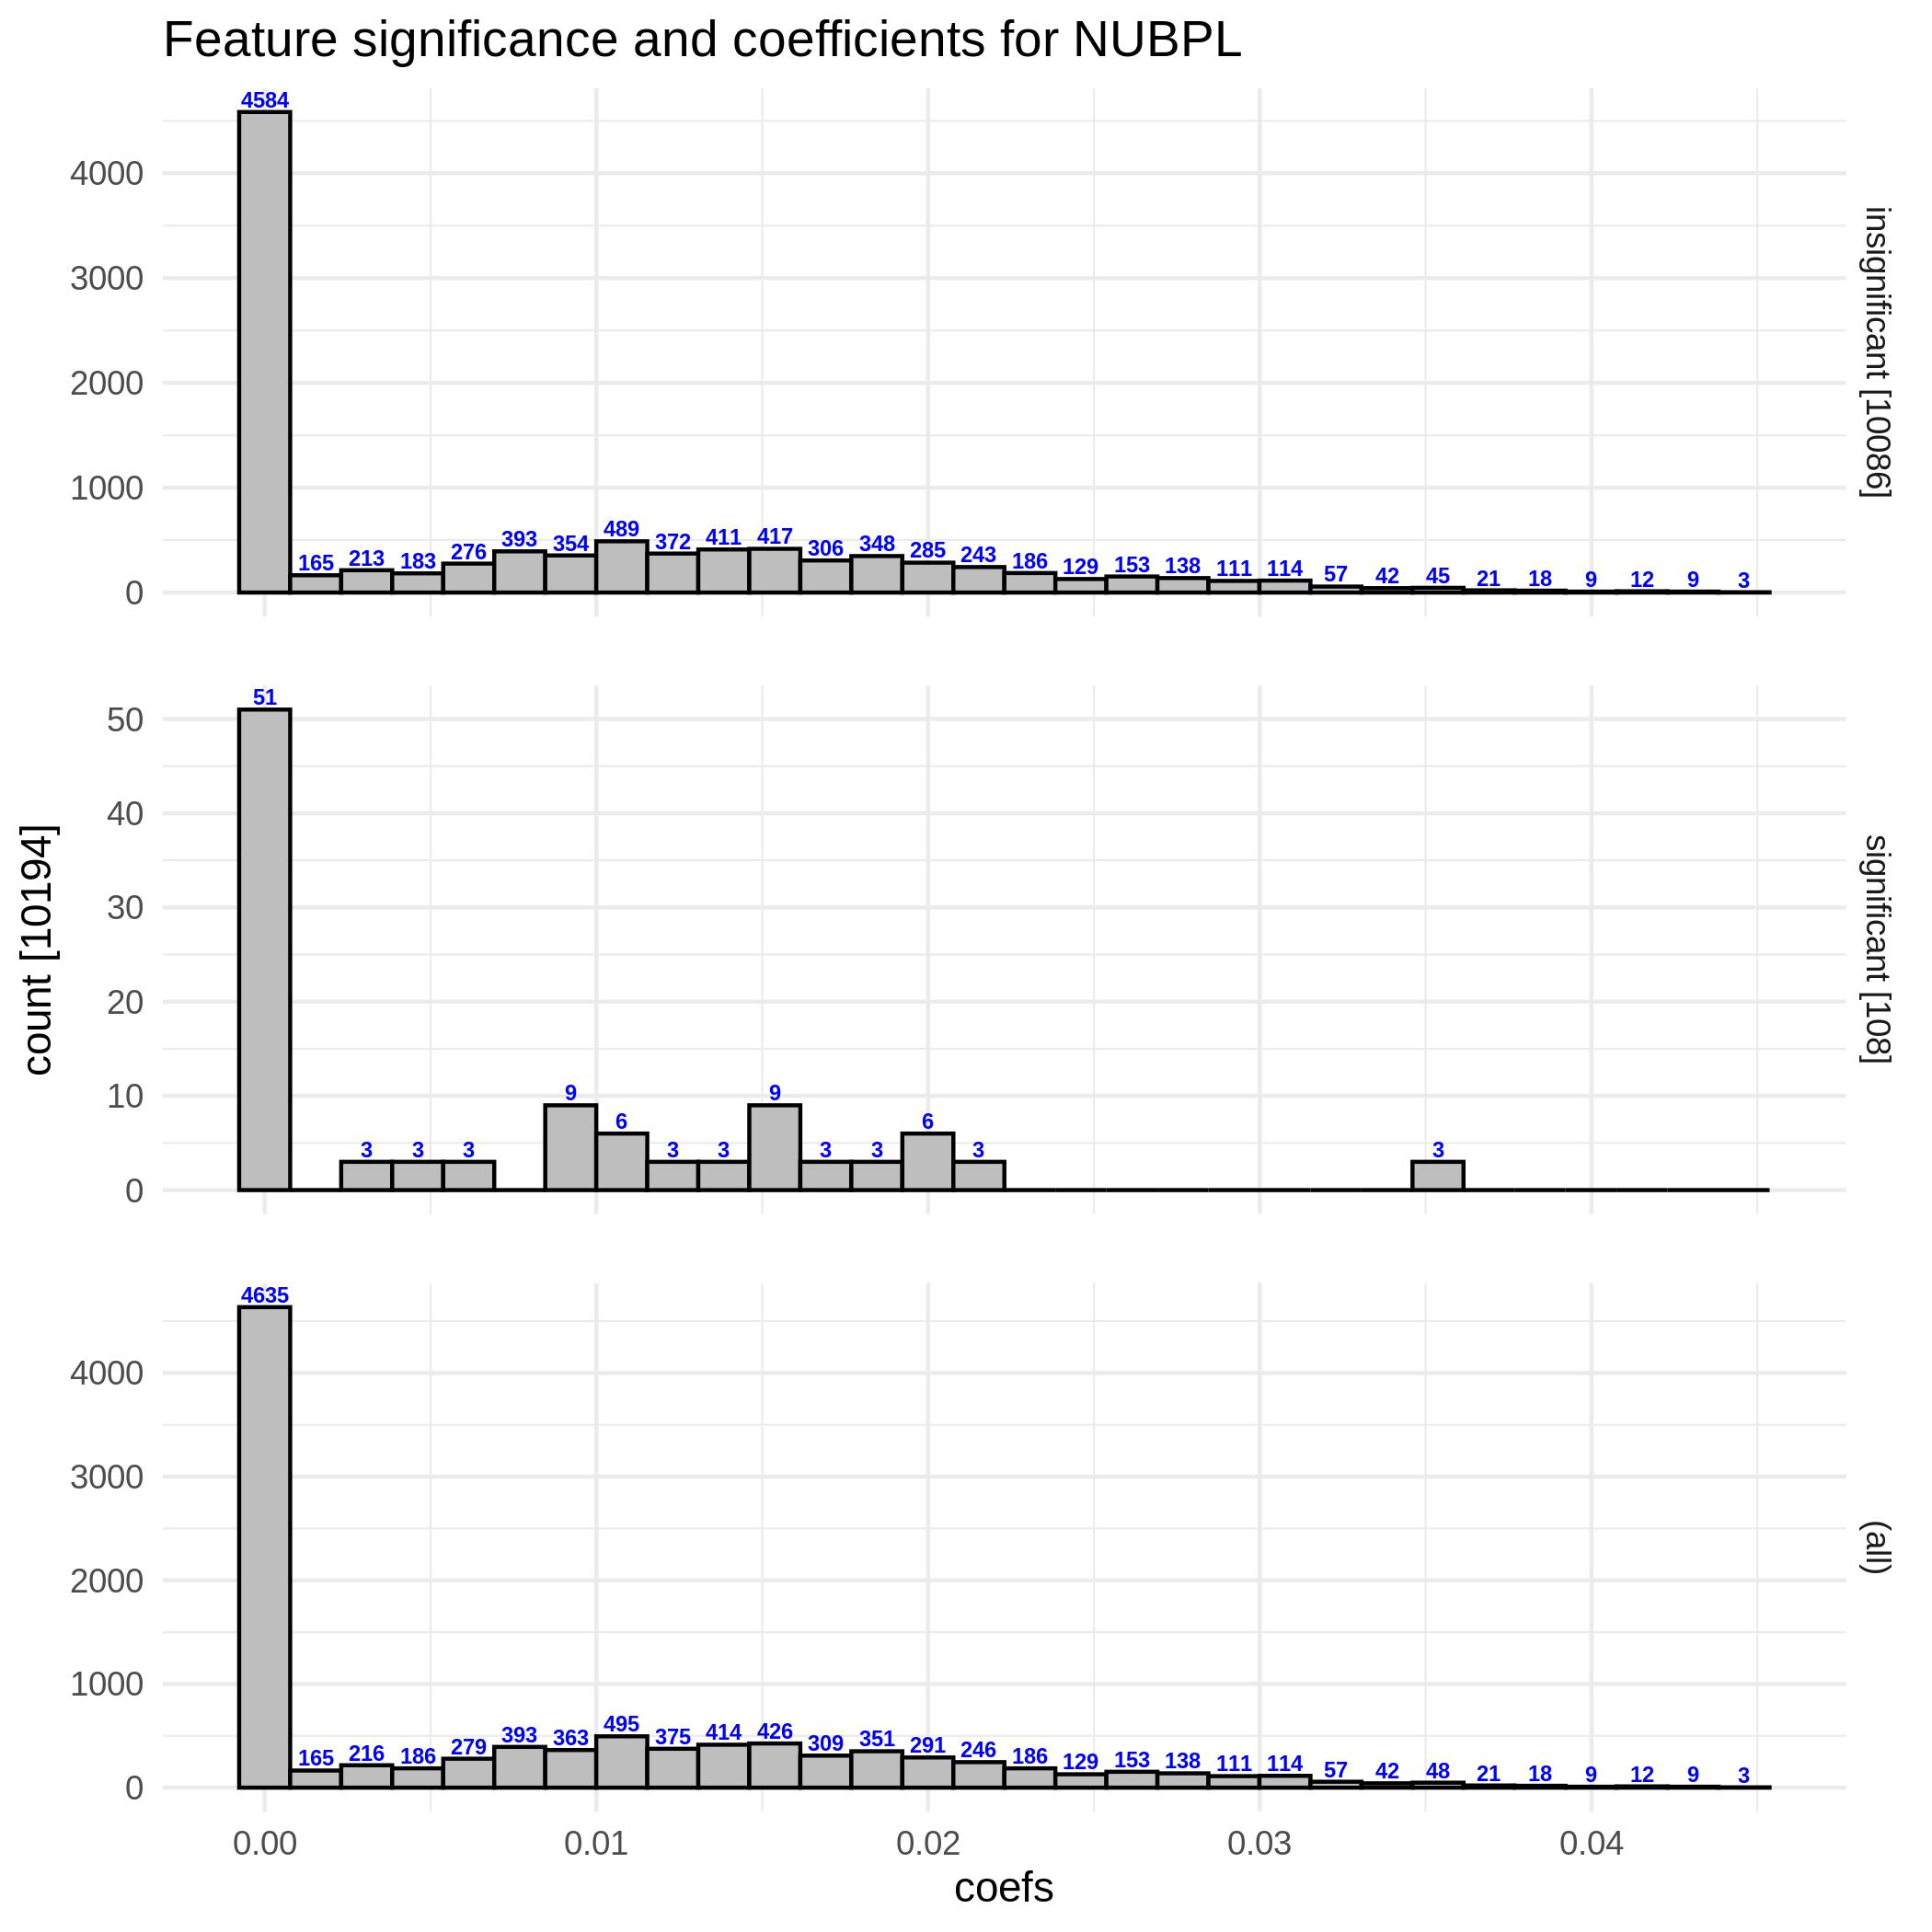 Feature significance and coefficients for NUBPL
4584
165 213 183 276 393 354 489 372 411 417 306 348 285 243 186 129 153 138 111 114 57 42 45 21 18 9 12 9 3
4000
3000
2000
1000
0
insignificant [10086]
51
3 3 3 9 6 3 3 9 3 3 6 3 3
50
40
30
20
10
0
significant [108]
count [10194]
4635
165 216 186 279 393 363 495 375 414 426 309 351 291 246 186 129 153 138 111 114 57 42 48 21 18 9 12 9 3
4000
3000
2000
1000
0
(all)
0.00 0.01 0.02 0.03 0.04
coefs